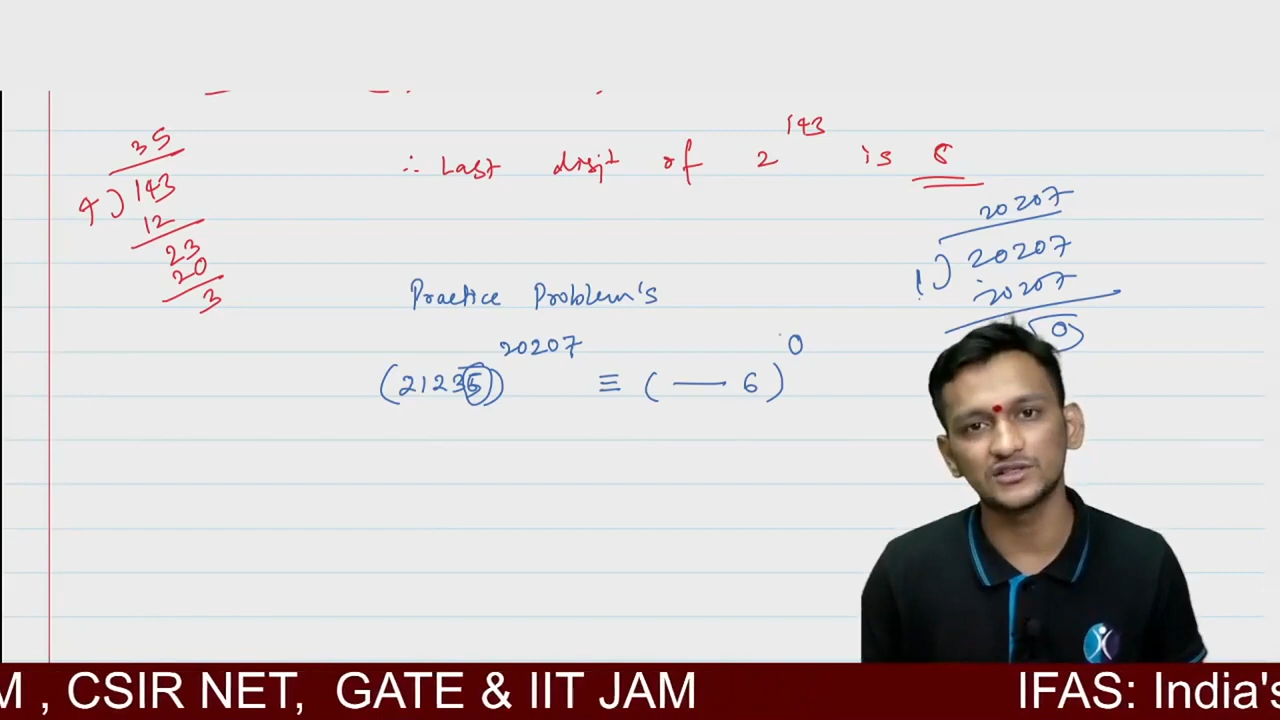 ∴ Last digit of 2^143 is 8
35
4 ) 143
12
23
20
3
20207
1 ) 20207
20207
0
Practice Problem's
(21235)^20207 ≡ ( — 6 )^0
M , CSIR NET, GATE & IIT JAM IFAS: India's